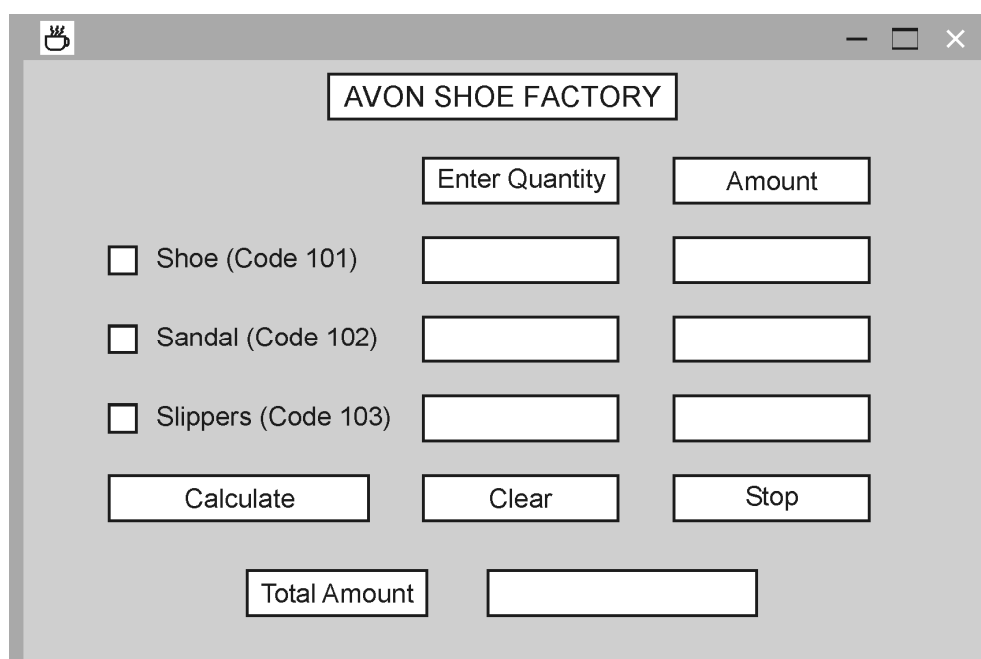 AVON SHOE FACTORY
Enter Quantity
Amount
Shoe (Code 101)
Sandal (Code 102)
Slippers (Code 103)
Calculate
Clear
Stop
Total Amount